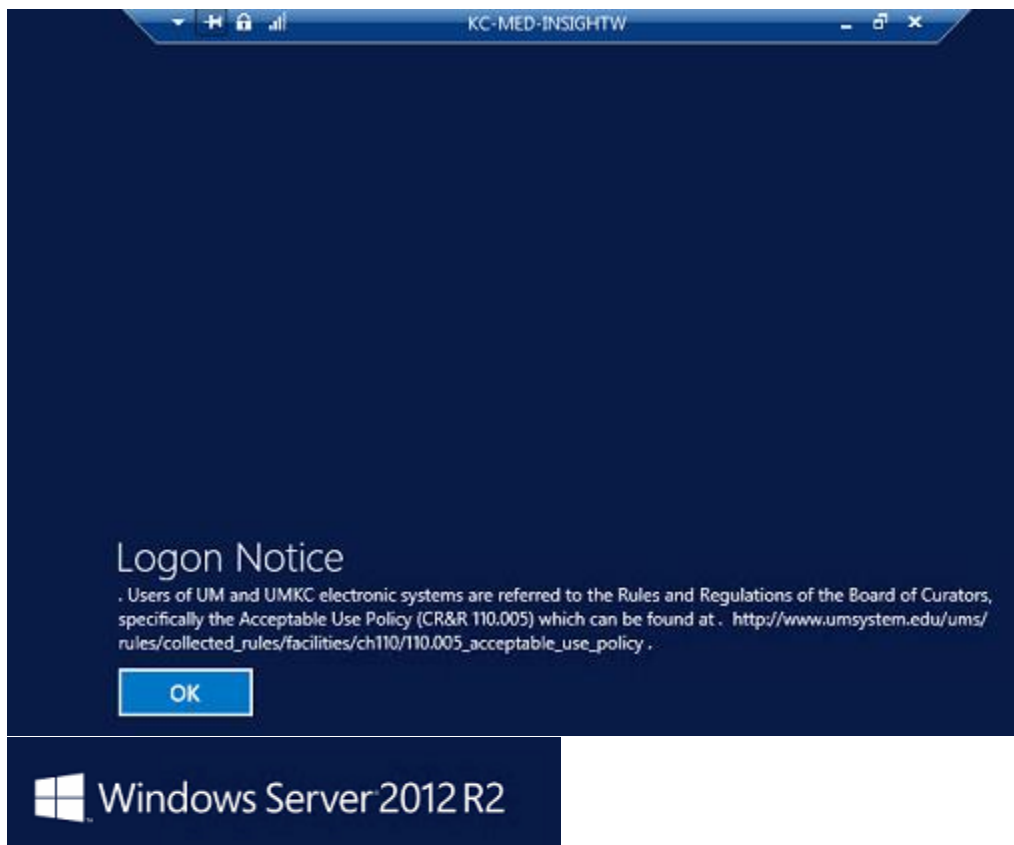 KC-MED-INSIGHTW
Logon Notice
. Users of UM and UMKC electronic systems are referred to the Rules and Regulations of the Board of Curators,
specifically the Acceptable Use Policy (CR&R 110.005) which can be found at . http://www.umsystem.edu/ums/
rules/collected_rules/facilities/ch110/110.005_acceptable_use_policy .
OK
Windows Server 2012 R2